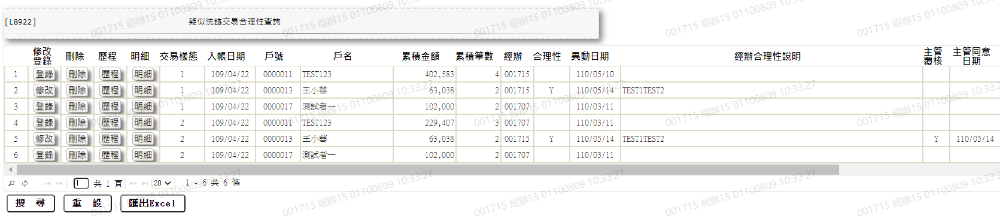 [L8922] 疑似洗錢交易合理性查詢
修改登錄 刪除 歷程 明細 交易樣態 入帳日期 戶號 戶名 累積金額 累積筆數 經辦 合理性 異動日期 經辦合理性說明 主管覆核 主管同意日期
1 登錄 刪除 歷程 明細 1 109/04/22 0000011 TEST123 402,583 4 001715 110/05/10
2 修改 刪除 歷程 明細 1 109/04/22 0000013 王小華 63,038 2 001715 Y 110/05/14 TEST1TEST2
3 登錄 刪除 歷程 明細 1 109/04/22 0000017 測試者一 102,000 2 001707 110/03/11
4 登錄 刪除 歷程 明細 2 109/04/22 0000011 TEST123 229,407 3 001707 110/03/11
5 修改 刪除 歷程 明細 2 109/04/22 0000013 王小華 63,038 2 001715 Y 110/05/14 TEST1TEST2 Y 110/05/14
6 登錄 刪除 歷程 明細 2 109/04/22 0000017 測試者一 102,000 2 001707 110/03/11
1 共 1 頁 20 1 - 6 共 6 條
搜 尋 重 設 匯出Excel
001715 經辦15 01100809 10:33:27